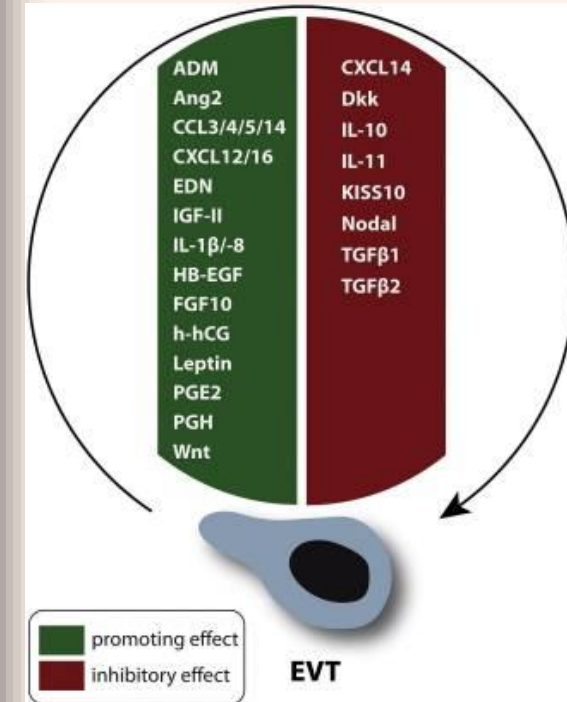 ADM
Ang2
CCL3/4/5/14
CXCL12/16
EDN
IGF-II
IL-1β/-8
HB-EGF
FGF10
h-hCG
Leptin
PGE2
PGH
Wnt
CXCL14
Dkk
IL-10
IL-11
KISS10
Nodal
TGFβ1
TGFβ2
promoting effect
inhibitory effect
EVT